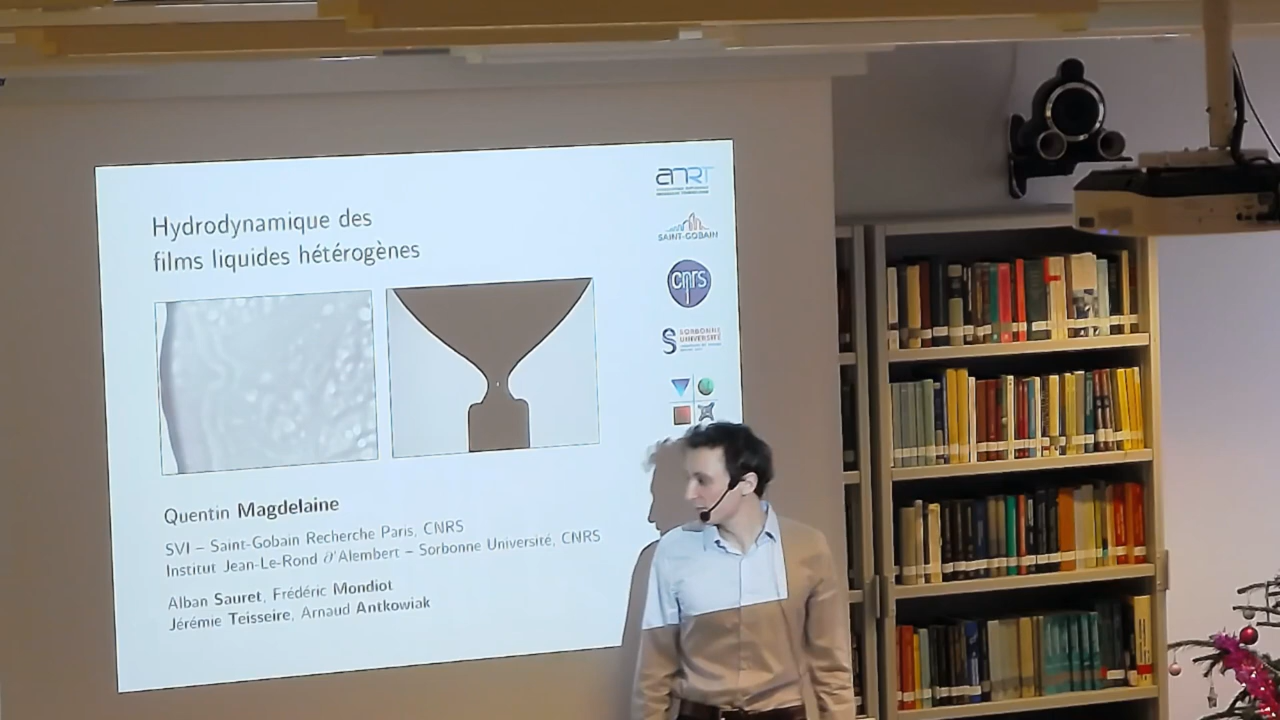 Hydrodynamique des
films liquides hétérogènes
ANRT
SAINT-GOBAIN
cnrs
SORBONNE
UNIVERSITÉ
Quentin Magdelaine
SVI – Saint-Gobain Recherche Paris, CNRS
Institut Jean-Le-Rond ∂'Alembert – Sorbonne Université, CNRS
Alban Sauret, Frédéric Mondiot
Jérémie Teisseire, Arnaud Antkowiak